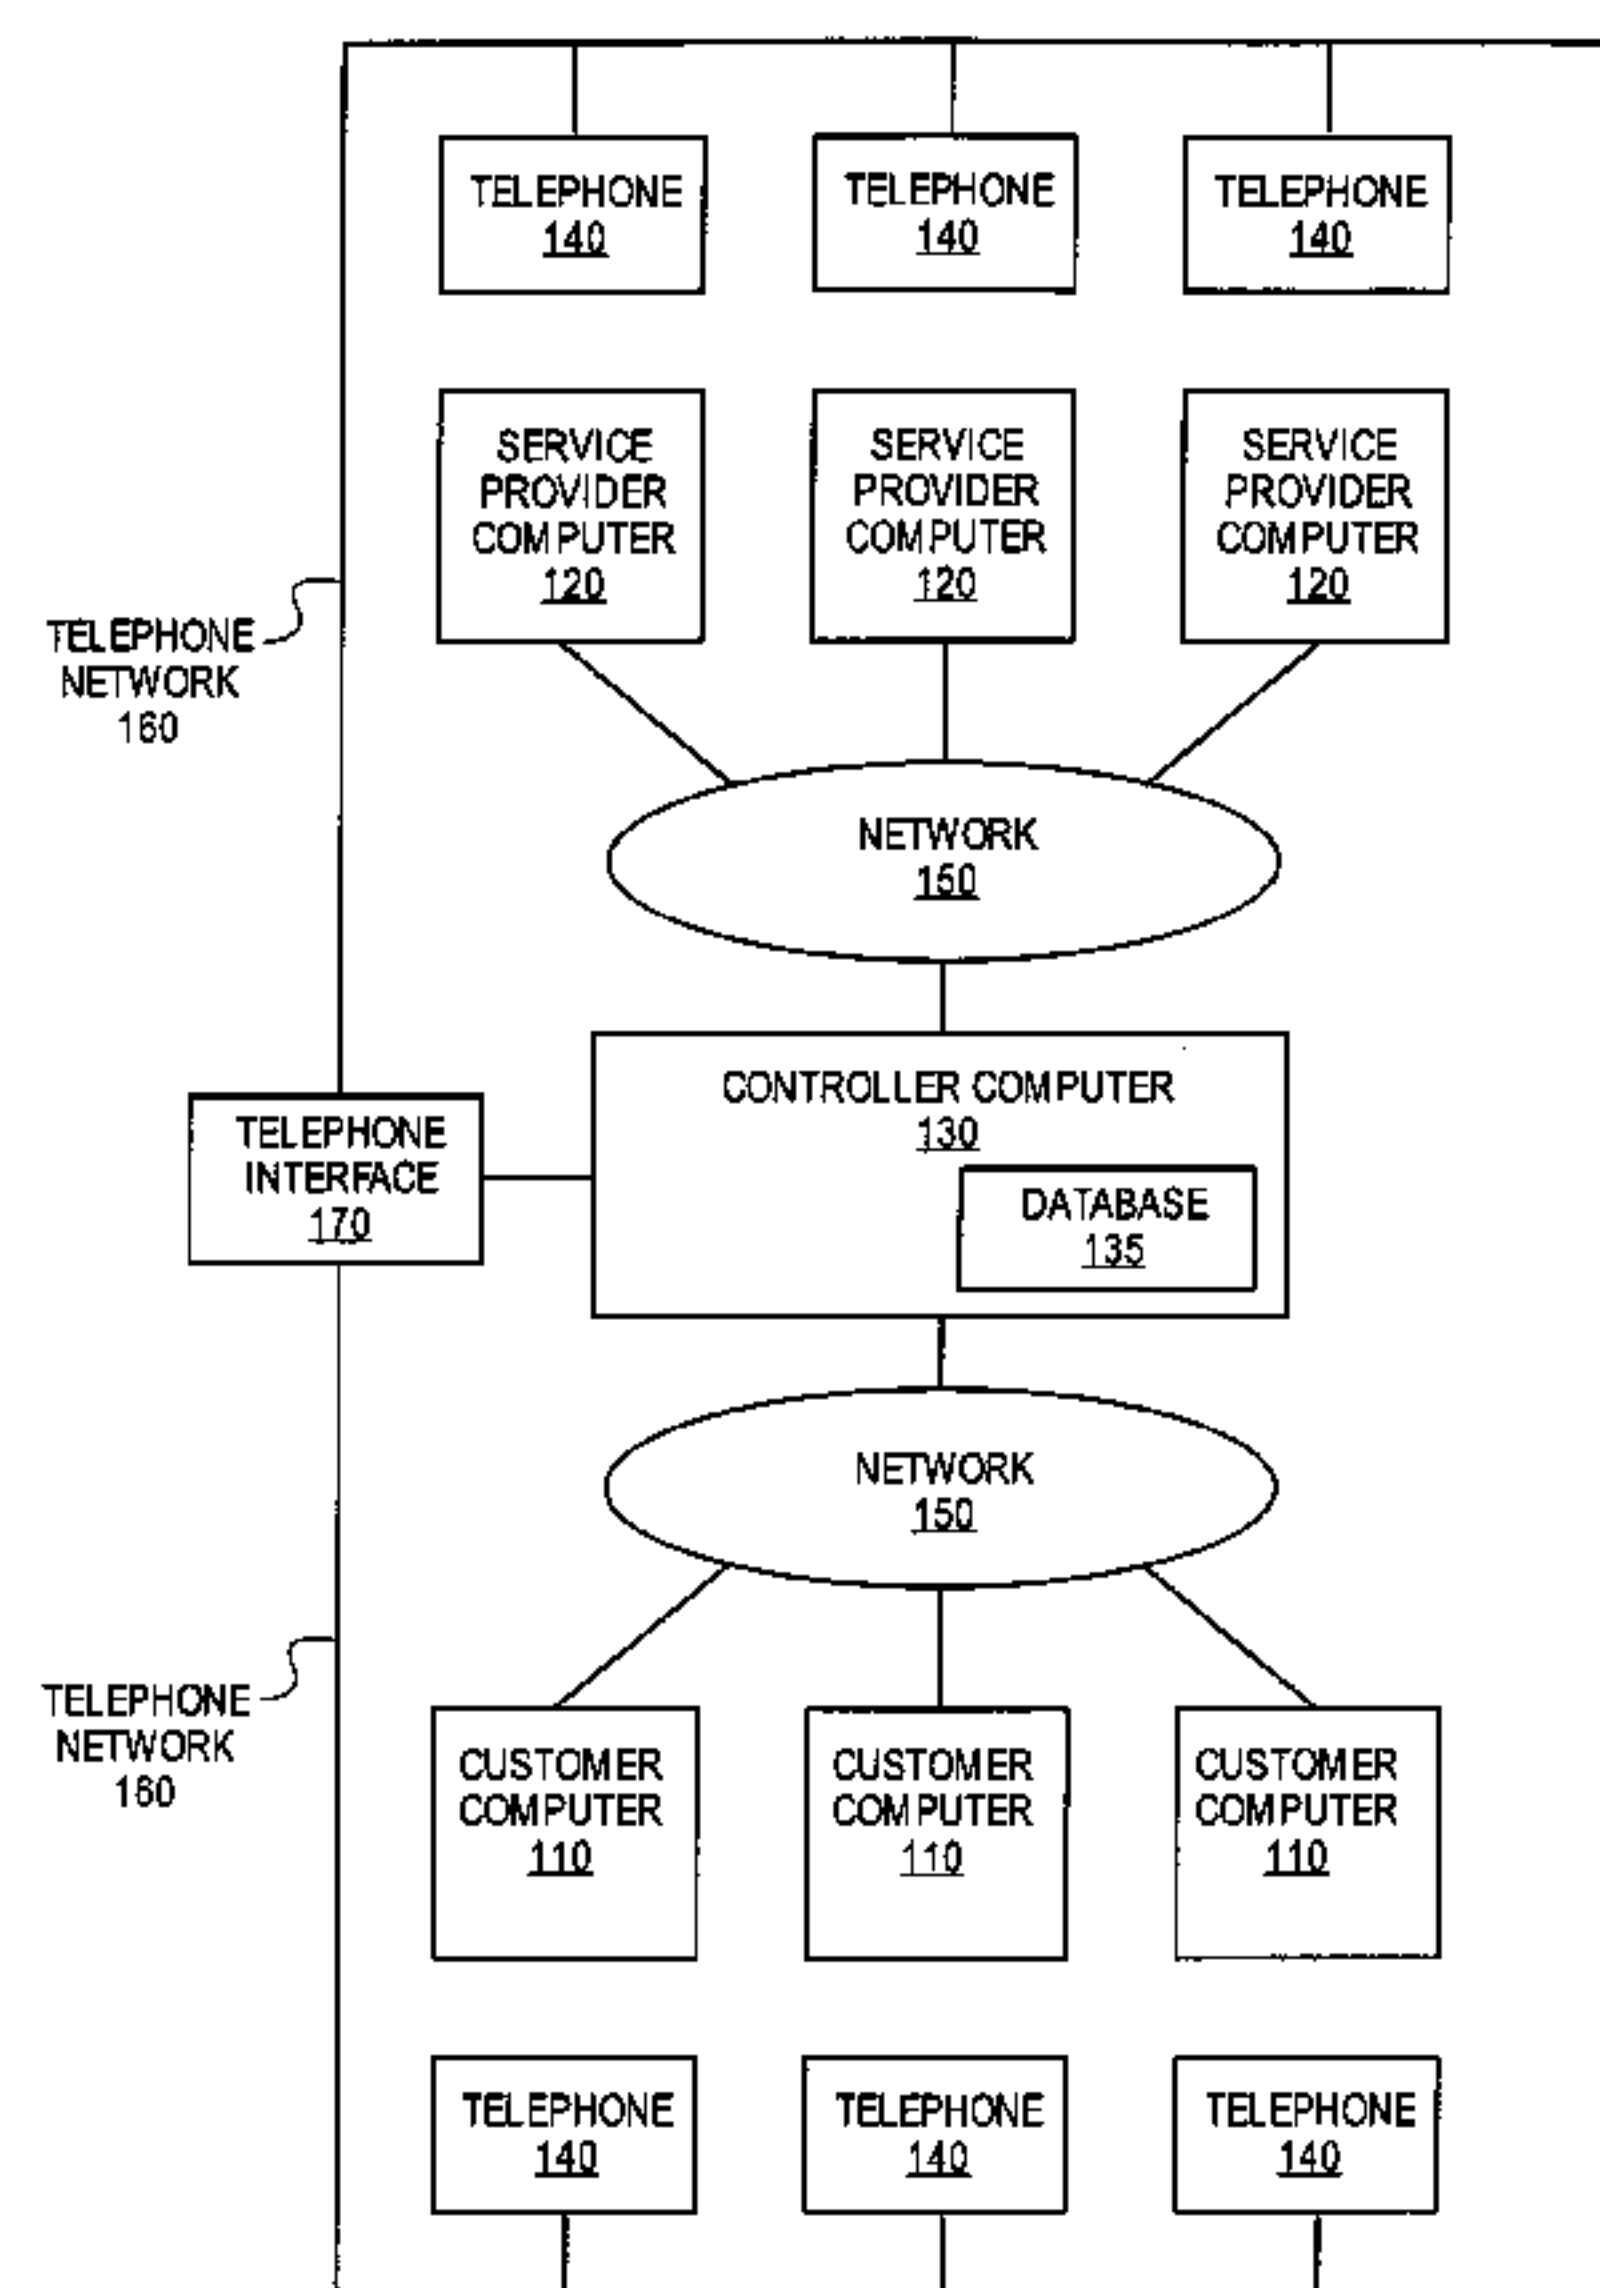 TELEPHONE
140
TELEPHONE
140
TELEPHONE
140
SERVICE
PROVIDER
COMPUTER
120
SERVICE
PROVIDER
COMPUTER
120
SERVICE
PROVIDER
COMPUTER
120
TELEPHONE
NETWORK
160
NETWORK
150
CONTROLLER COMPUTER
130
TELEPHONE
INTERFACE
170
DATABASE
135
NETWORK
150
TELEPHONE
NETWORK
160
CUSTOMER
COMPUTER
110
CUSTOMER
COMPUTER
110
CUSTOMER
COMPUTER
110
TELEPHONE
140
TELEPHONE
140
TELEPHONE
140